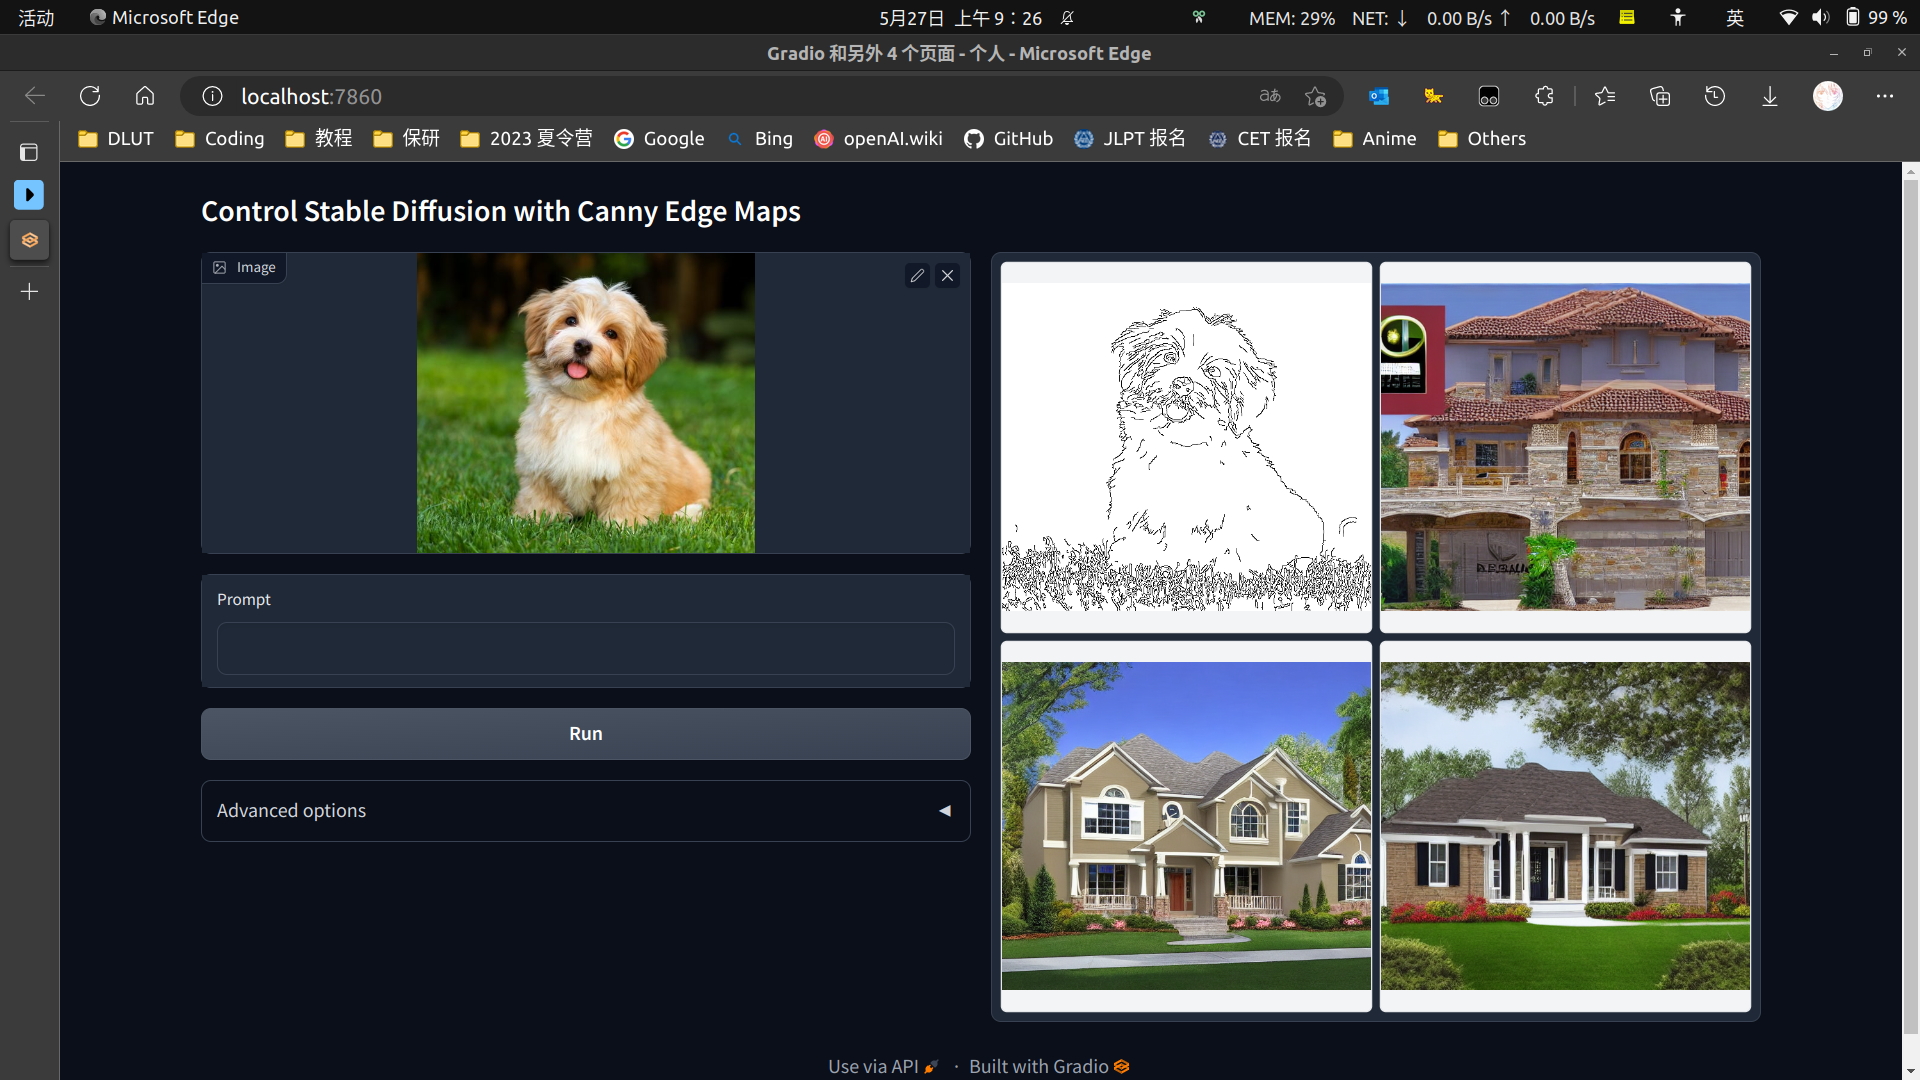 活动 Microsoft Edge 5月27日 上午 9：26 MEM: 29% NET: ↓ 0.00 B/s ↑ 0.00 B/s 英 99 %
Gradio 和另外 4 个页面 - 个人 - Microsoft Edge
localhost:7860 aあ
DLUT Coding 教程 保研 2023 夏令营 Google Bing openAI.wiki GitHub JLPT 报名 CET 报名 Anime Others
Control Stable Diffusion with Canny Edge Maps
Image
Prompt
Run
Advanced options
Use via API · Built with Gradio